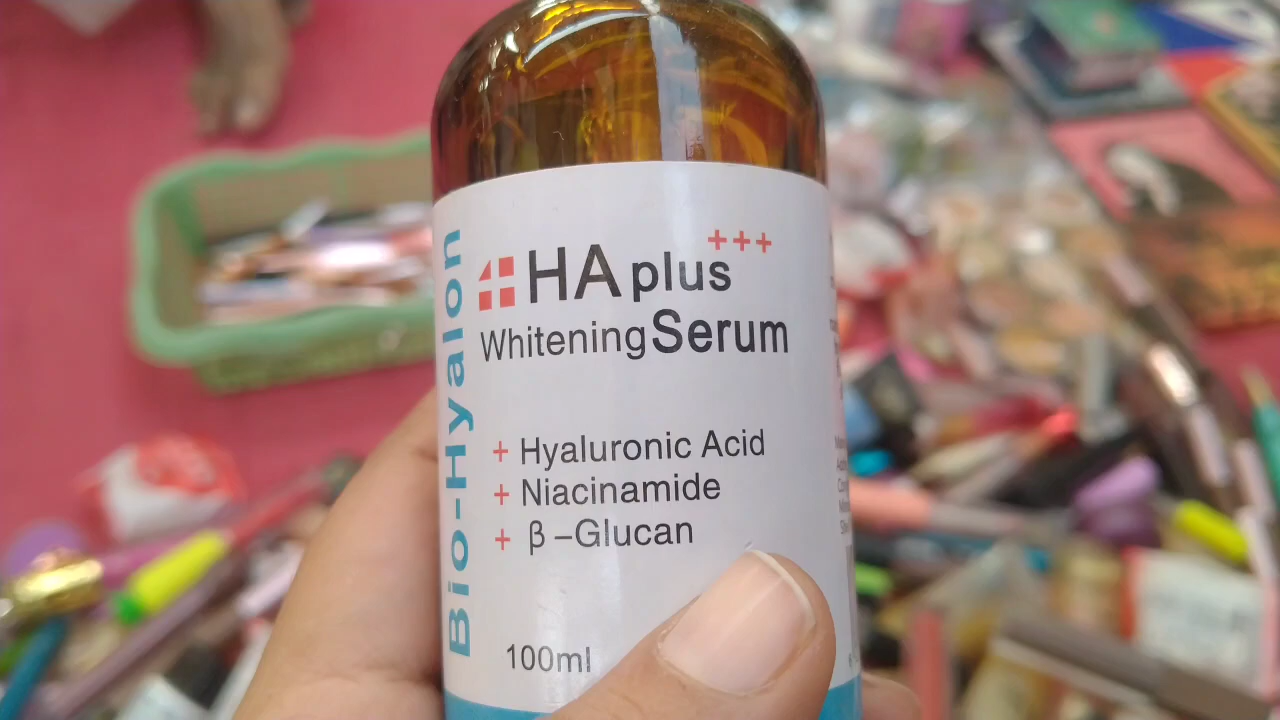 Bio-Hyalon
HA plus+++
Whitening Serum
+ Hyaluronic Acid
+ Niacinamide
+ β–Glucan
100ml